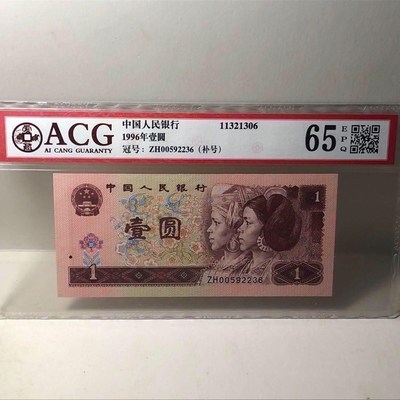 ACG
AI CANG GUARANTY
中国人民银行 11321306
1996年壹圆
冠号：ZH00592236（补号）
65 EPQ
中国人民银行
1
壹圆
ZH00592236
1
1